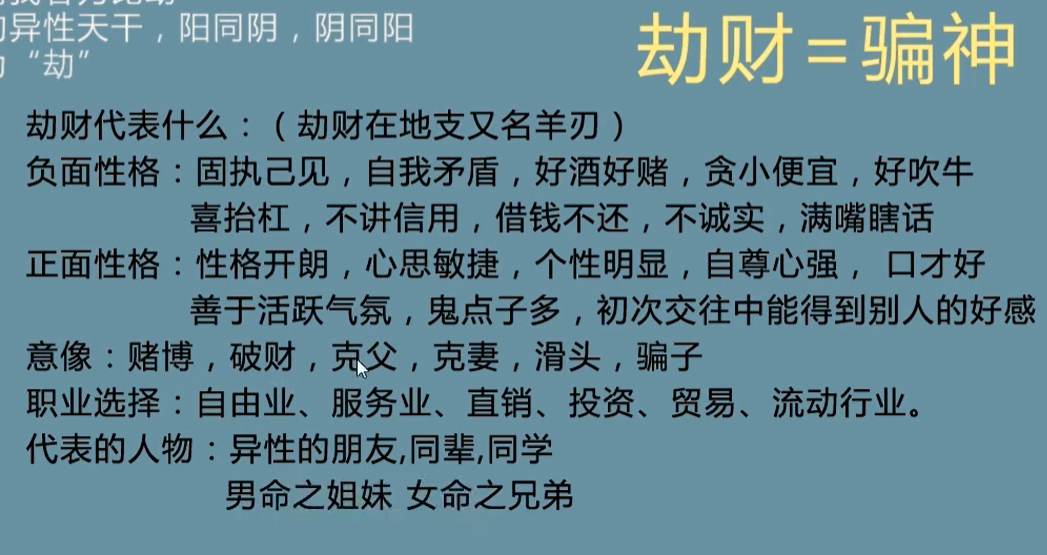 的异性天干，阳同阴，阴同阳
“劫”
劫财=骗神
劫财代表什么：（劫财在地支又名羊刃）
负面性格：固执己见，自我矛盾，好酒好赌，贪小便宜，好吹牛
喜抬杠，不讲信用，借钱不还，不诚实，满嘴瞎话
正面性格：性格开朗，心思敏捷，个性明显，自尊心强， 口才好
善于活跃气氛，鬼点子多，初次交往中能得到别人的好感
意像：赌博，破财，克父，克妻，滑头，骗子
职业选择：自由业、服务业、直销、投资、贸易、流动行业。
代表的人物：异性的朋友,同辈,同学
男命之姐妹 女命之兄弟